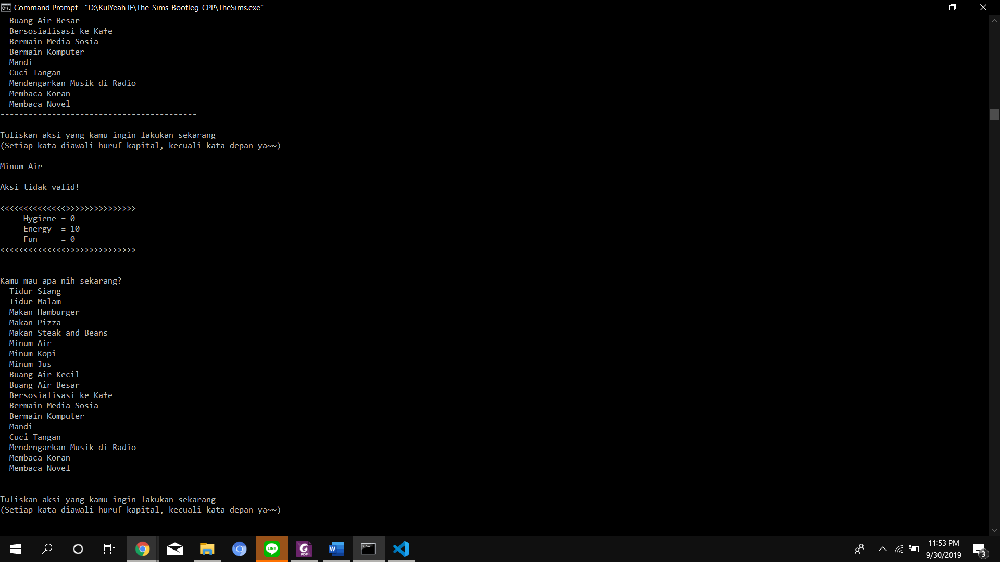 Command Prompt - "D:\KulYeah IF\The-Sims-Bootleg-CPP\TheSims.exe"
Buang Air Besar
Bersosialisasi ke Kafe
Bermain Media Sosia
Bermain Komputer
Mandi
Cuci Tangan
Mendengarkan Musik di Radio
Membaca Koran
Membaca Novel
------------------------------------------
Tuliskan aksi yang kamu ingin lakukan sekarang
(Setiap kata diawali huruf kapital, kecuali kata depan ya~~)
Minum Air
Aksi tidak valid!
<<<<<<<<<<<<<<>>>>>>>>>>>>>>>
Hygiene = 0
Energy  = 10
Fun     = 0
<<<<<<<<<<<<<<>>>>>>>>>>>>>>>
------------------------------------------
Kamu mau apa nih sekarang?
Tidur Siang
Tidur Malam
Makan Hamburger
Makan Pizza
Makan Steak and Beans
Minum Air
Minum Kopi
Minum Jus
Buang Air Kecil
Buang Air Besar
Bersosialisasi ke Kafe
Bermain Media Sosia
Bermain Komputer
Mandi
Cuci Tangan
Mendengarkan Musik di Radio
Membaca Koran
Membaca Novel
------------------------------------------
Tuliskan aksi yang kamu ingin lakukan sekarang
(Setiap kata diawali huruf kapital, kecuali kata depan ya~~)
LINE
PDF
W
11:53 PM
9/30/2019
3